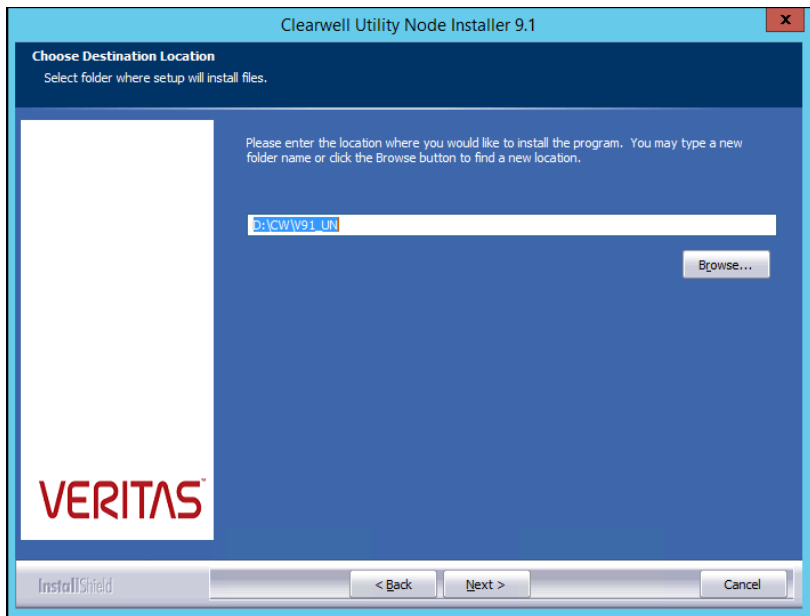 Clearwell Utility Node Installer 9.1
x
Choose Destination Location
Select folder where setup will install files.
Please enter the location where you would like to install the program. You may type a new
folder name or click the Browse button to find a new location.
D:\CW\V91_UN
Browse...
VERITAS™
InstallShield
< Back
Next >
Cancel